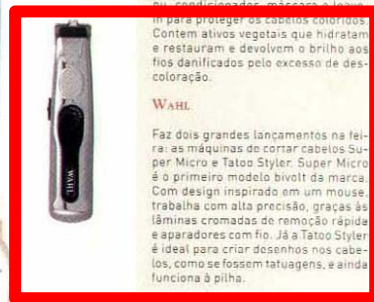 ou, condicionador, máscara e leave-
in para proteger os cabelos coloridos.
Contém ativos vegetais que hidratam
e restauram e devolvem o brilho aos
fios danificados pelo excesso de des-
coloração.
WAHL
Faz dois grandes lançamentos na fei-
ra: as máquinas de cortar cabelos Su-
per Micro e Tatoo Styler. Super Micro
é o primeiro modelo bivolt da marca.
Com design inspirado em um mouse,
trabalha com alta precisão, graças às
lâminas cromadas de remoção rápida
e aparadores com fio. Já a Tatoo Styler
é ideal para criar desenhos nos cabe-
los, como se fossem tatuagens, e ainda
funciona à pilha.
WAHL